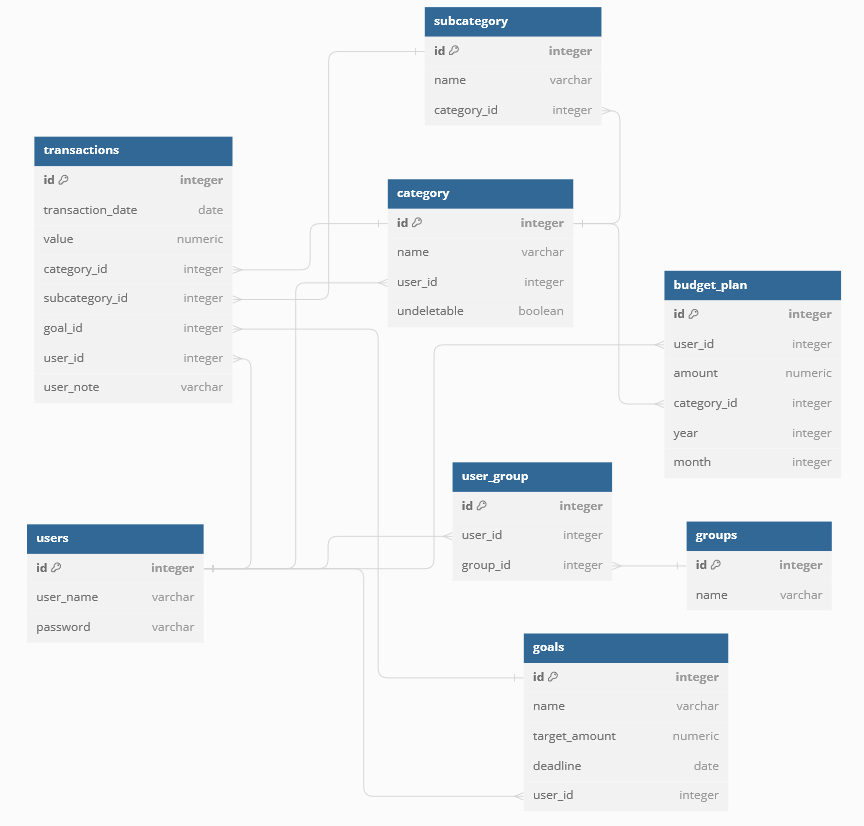 subcategory
id integer
name varchar
category_id integer
transactions
id integer
transaction_date date
value numeric
category_id integer
subcategory_id integer
goal_id integer
user_id integer
user_note varchar
category
id integer
name varchar
user_id integer
undeletable boolean
budget_plan
id integer
user_id integer
amount numeric
category_id integer
year integer
month integer
user_group
id integer
user_id integer
group_id integer
groups
id integer
name varchar
users
id integer
user_name varchar
password varchar
goals
id integer
name varchar
target_amount numeric
deadline date
user_id integer